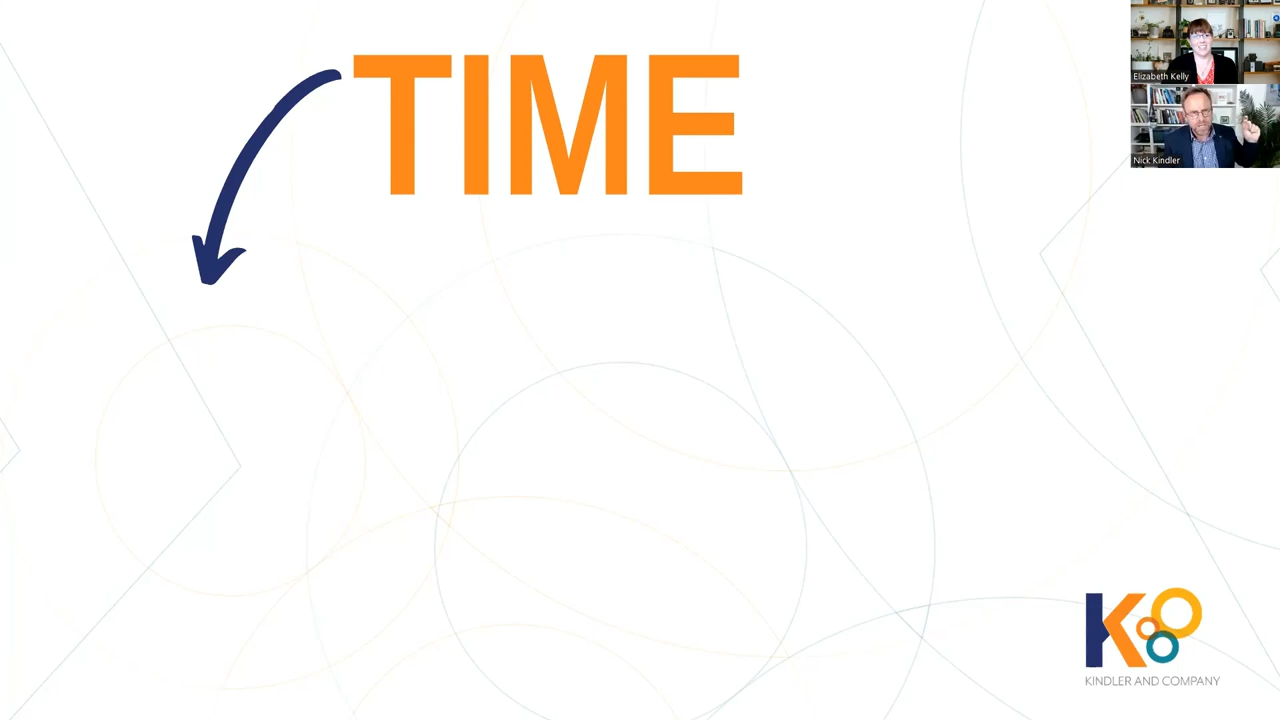 TIME
Elizabeth Kelly
Nick Kindler
K
KINDLER AND COMPANY